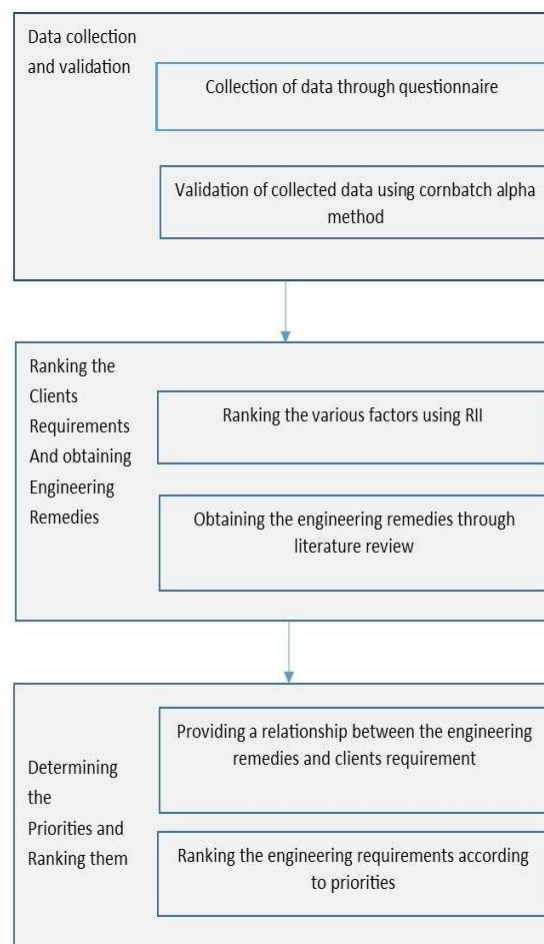 Data collection
and validation
Collection of data through questionnaire
Validation of collected data using cornbatch alpha
method
Ranking the
Clients
Requirements
And obtaining
Engineering
Remedies
Ranking the various factors using RII
Obtaining the engineering remedies through
literature review
Determining
the
Priorities and
Ranking them
Providing a relationship between the engineering
remedies and clients requirement
Ranking the engineering requirements according
to priorities